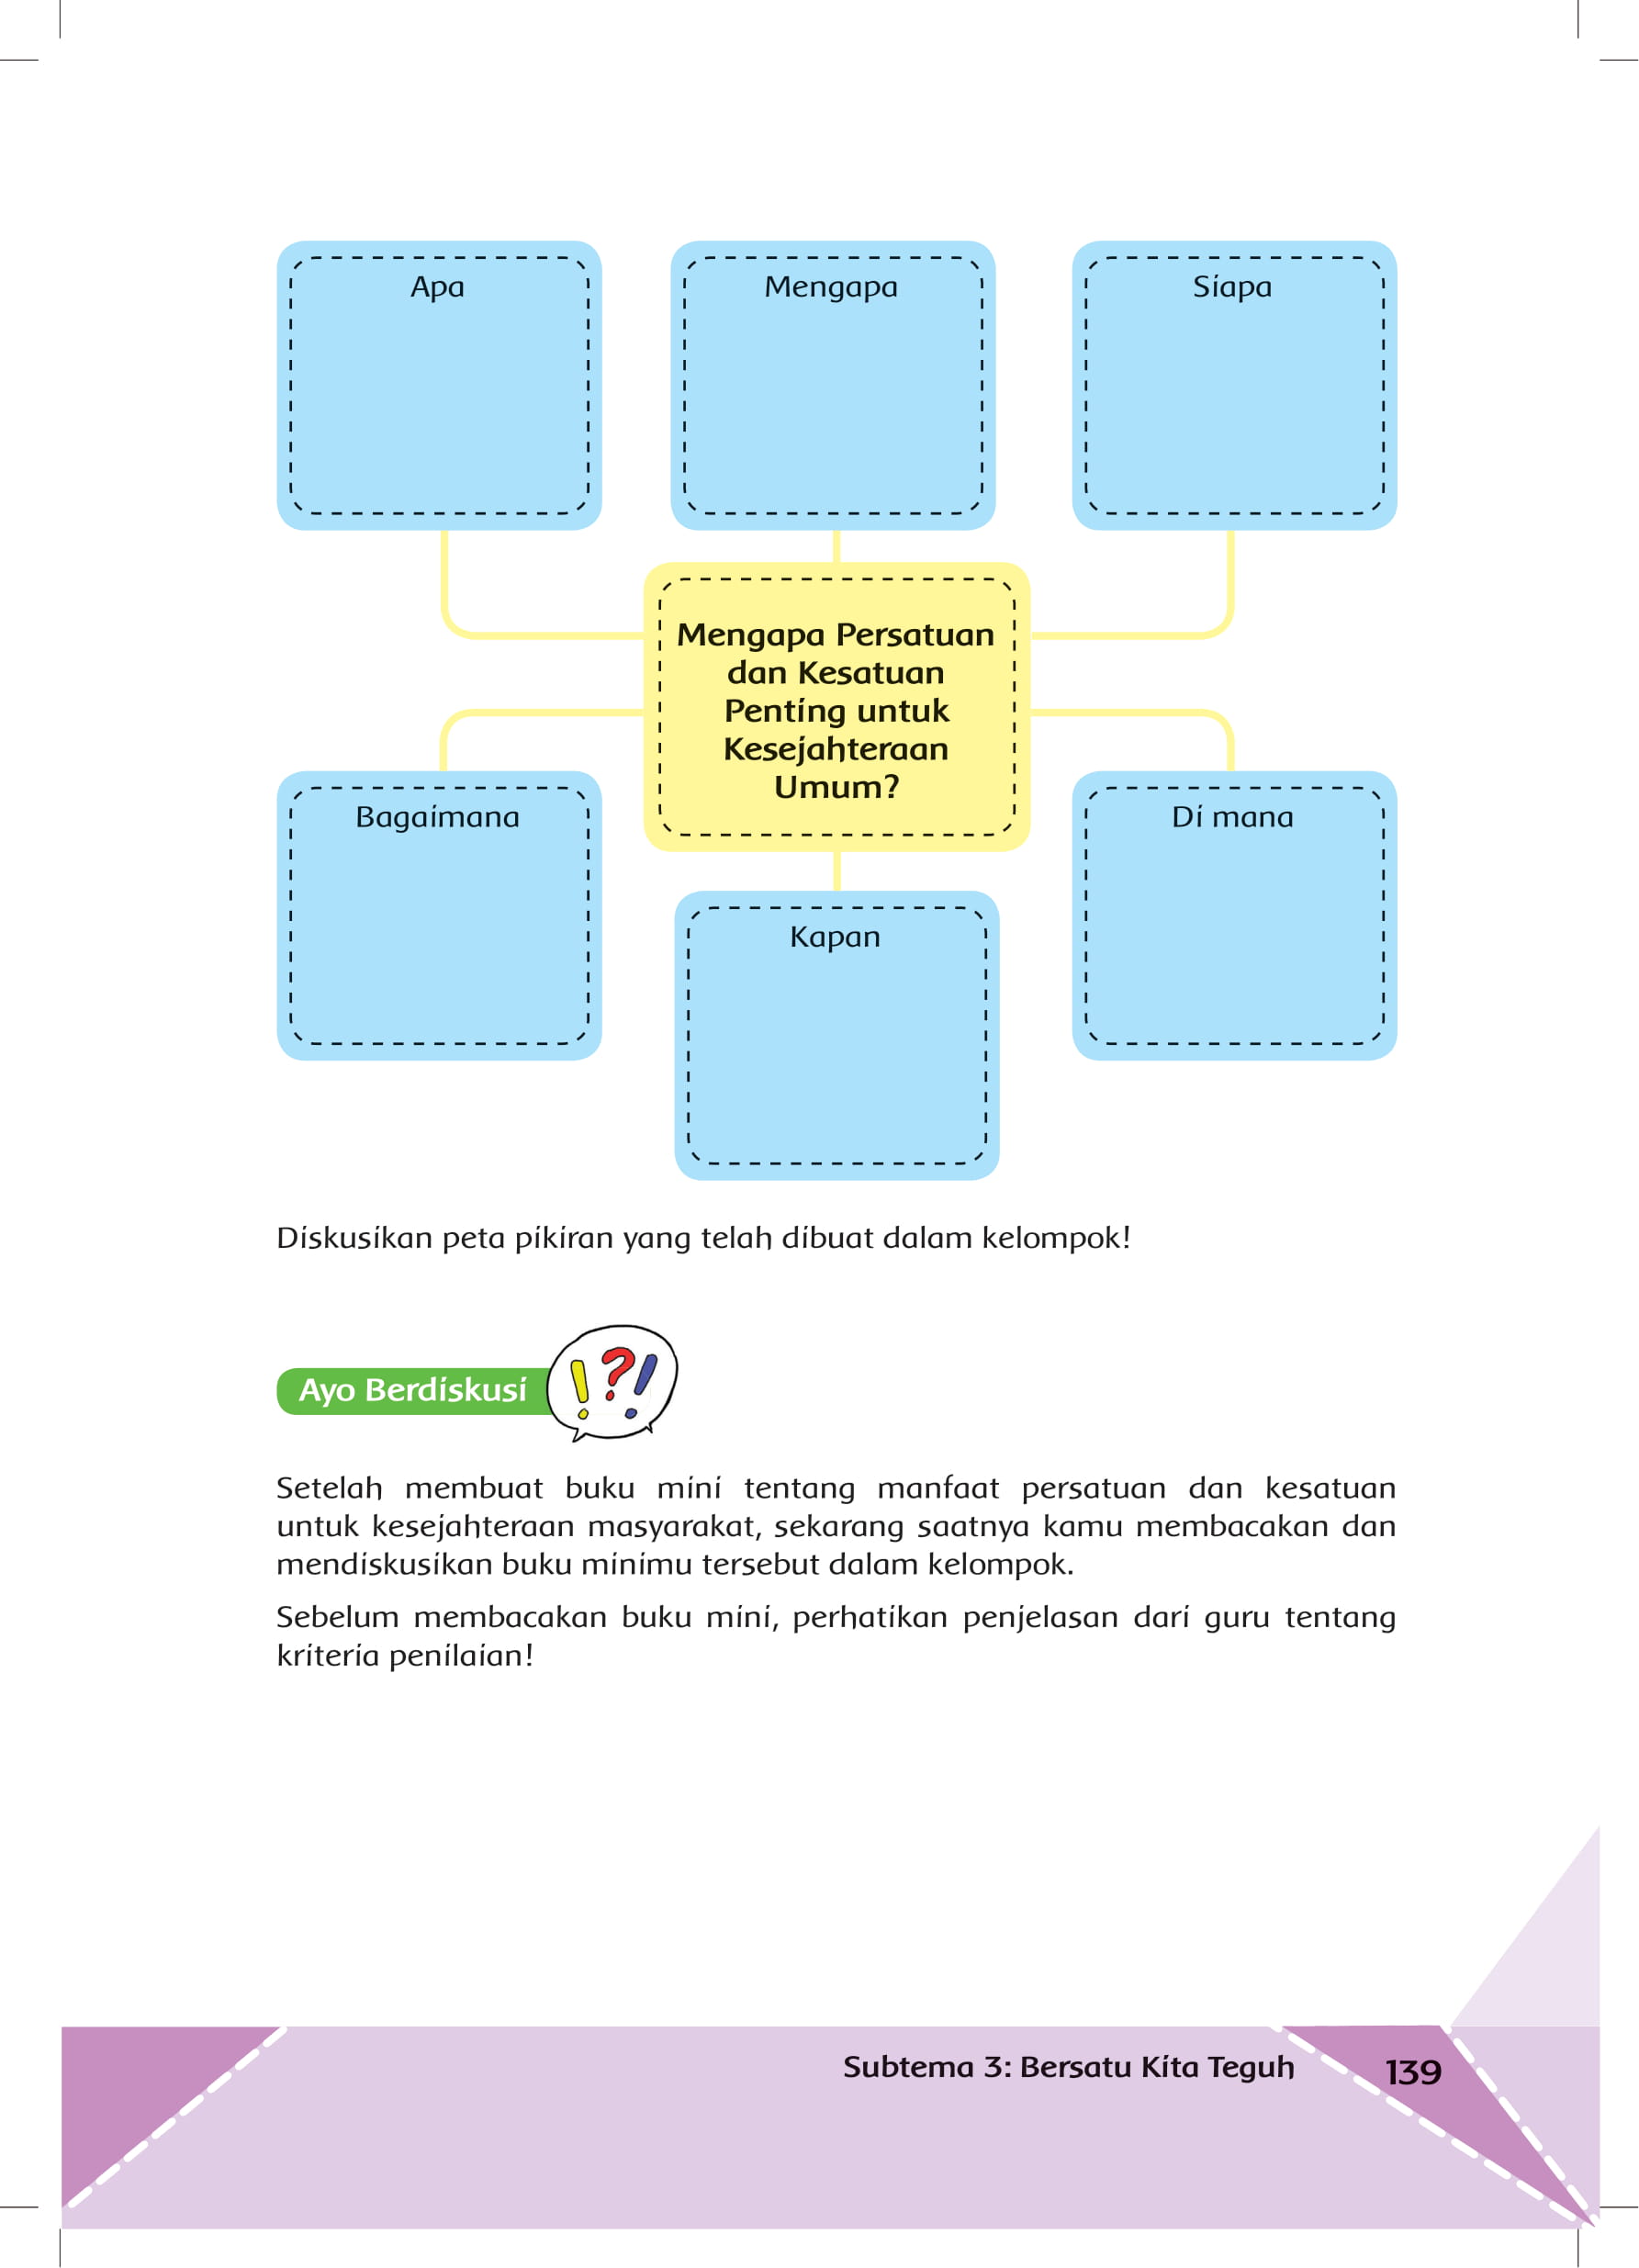 Apa
Mengapa
Siapa
Mengapa Persatuan
dan Kesatuan
Penting untuk
Kesejahteraan
Umum?
Bagaimana
Di mana
Kapan
Diskusikan peta pikiran yang telah dibuat dalam kelompok!
Ayo Berdiskusi
!?!
Setelah membuat buku mini tentang manfaat persatuan dan kesatuan
untuk kesejahteraan masyarakat, sekarang saatnya kamu membacakan dan
mendiskusikan buku minimu tersebut dalam kelompok.
Sebelum membacakan buku mini, perhatikan penjelasan dari guru tentang
kriteria penilaian!
Subtema 3: Bersatu Kita Teguh
139